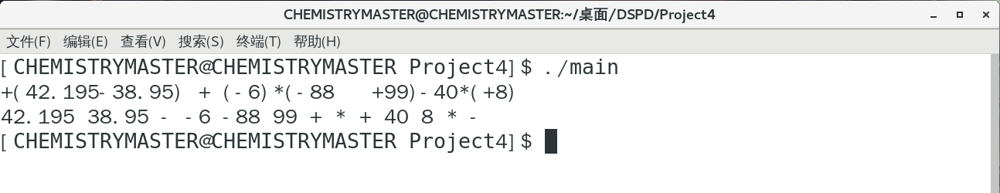 CHEMISTRYMASTER@CHEMISTRYMASTER:~/桌面/DSPD/Project4
文件(F) 编辑(E) 查看(V) 搜索(S) 终端(T) 帮助(H)
[CHEMISTRYMASTER@CHEMISTRYMASTER Project4]$ ./main
+(42.195-38.95)  + (-6)*(-88    +99)-40*(+8)
42.195 38.95 -  -6 -88 99 + * + 40 8 * -
[CHEMISTRYMASTER@CHEMISTRYMASTER Project4]$